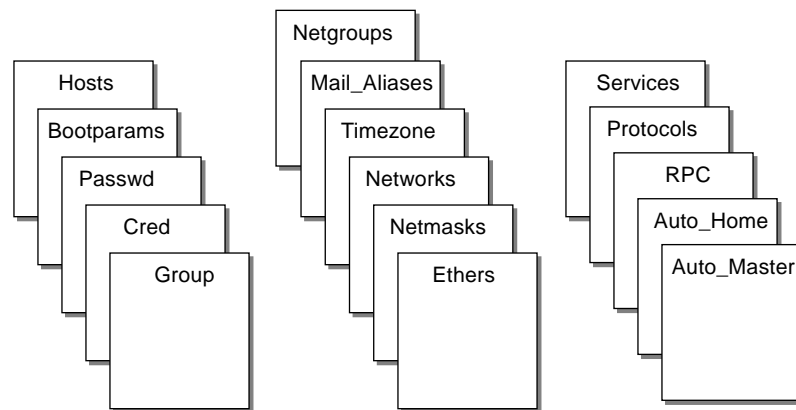 Hosts
Bootparams
Passwd
Cred
Group
Netgroups
Mail_Aliases
Timezone
Networks
Netmasks
Ethers
Services
Protocols
RPC
Auto_Home
Auto_Master